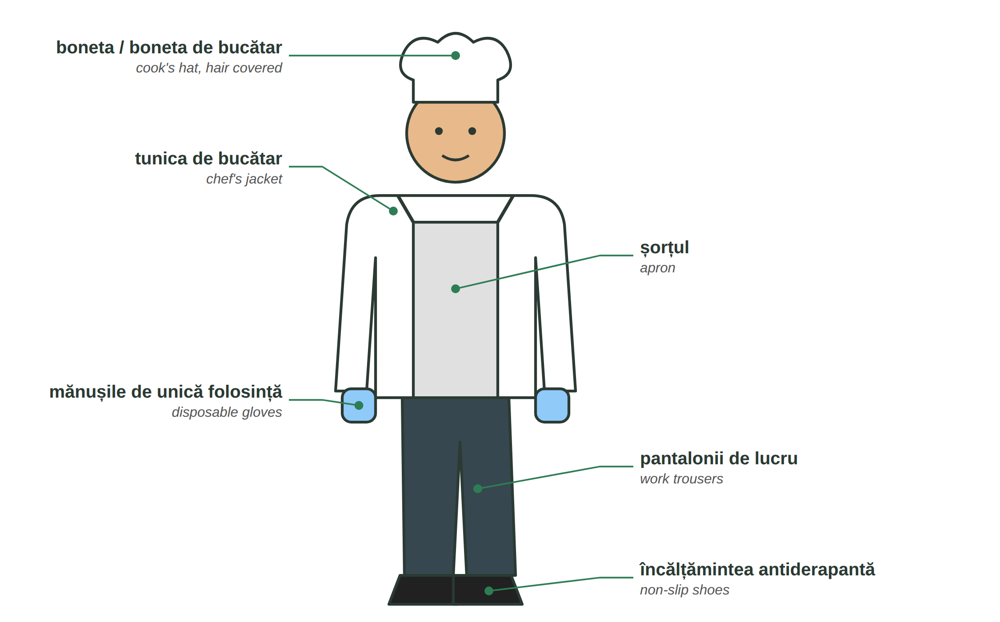 boneta / boneta de bucătar
cook's hat, hair covered
tunica de bucătar
chef's jacket
șorțul
apron
mănușile de unică folosință
disposable gloves
pantalonii de lucru
work trousers
încălțămintea antiderapantă
non-slip shoes